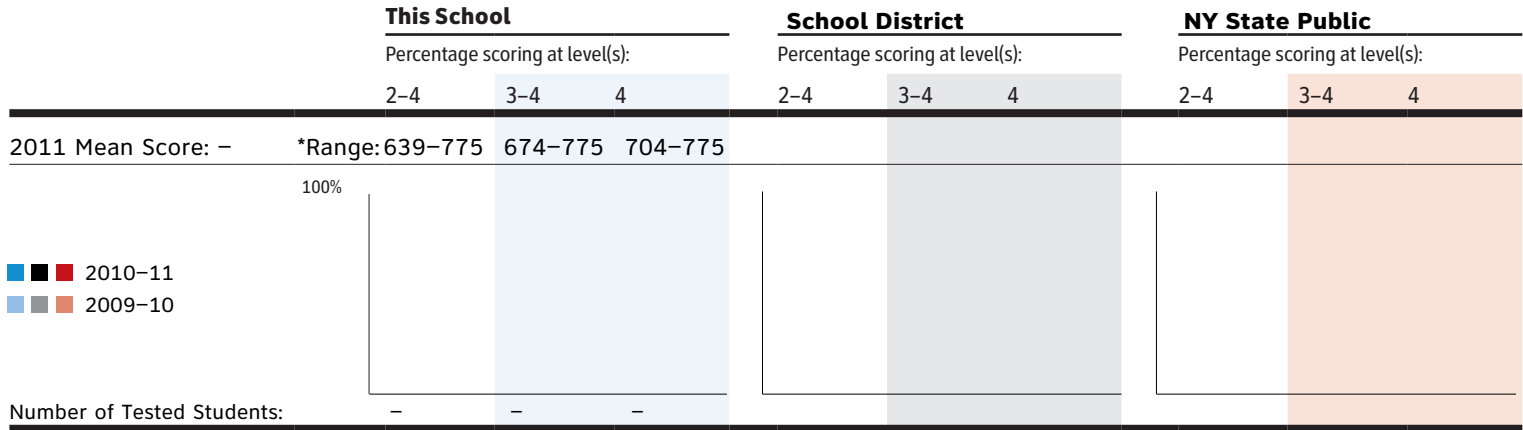 This School School District NY State Public
Percentage scoring at level(s): Percentage scoring at level(s): Percentage scoring at level(s):
2–4 3–4 4 2–4 3–4 4 2–4 3–4 4
2011 Mean Score: – *Range: 639–775 674–775 704–775
100%
2010–11
2009–10
Number of Tested Students: – – –